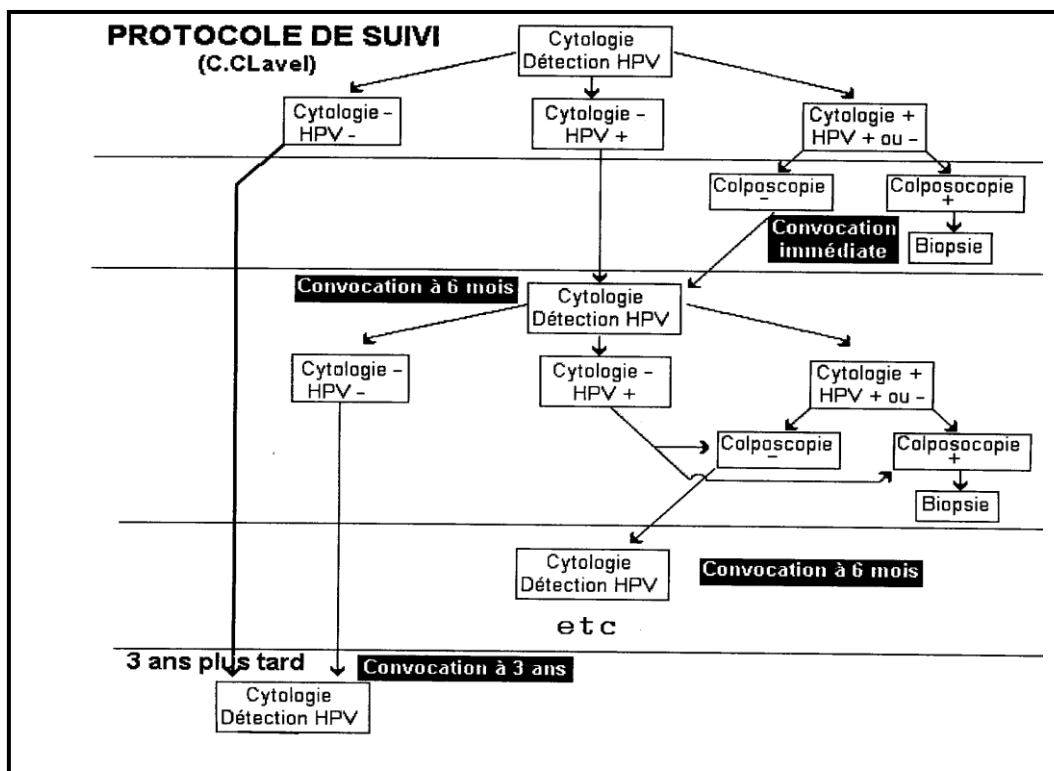 PROTOCOLE DE SUIVI
(C.CLavel)
Cytologie
Détection HPV
Cytologie -
HPV -
Cytologie -
HPV +
Cytologie +
HPV + ou -
Colposcopie
-
Colposocopie
+
Convocation
immédiate
Biopsie
Convocation à 6 mois
Cytologie
Détection HPV
Cytologie -
HPV -
Cytologie -
HPV +
Cytologie +
HPV + ou -
Colposcopie
-
Colposocopie
+
Biopsie
Cytologie
Détection HPV
Convocation à 6 mois
etc
3 ans plus tard
Convocation à 3 ans
Cytologie
Détection HPV